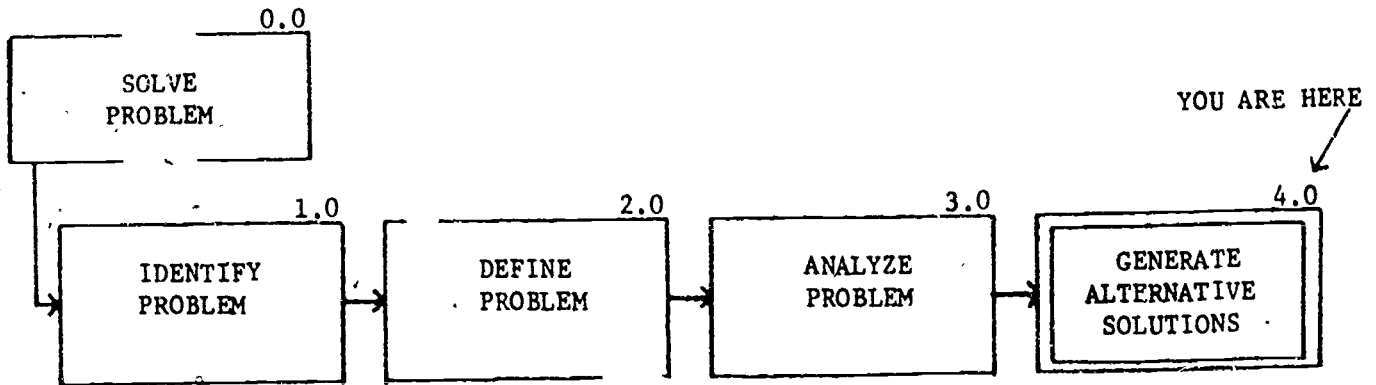 0.0
SOLVE
PROBLEM
YOU ARE HERE
1.0
IDENTIFY
PROBLEM
2.0
DEFINE
PROBLEM
3.0
ANALYZE
PROBLEM
4.0
GENERATE
ALTERNATIVE
SOLUTIONS